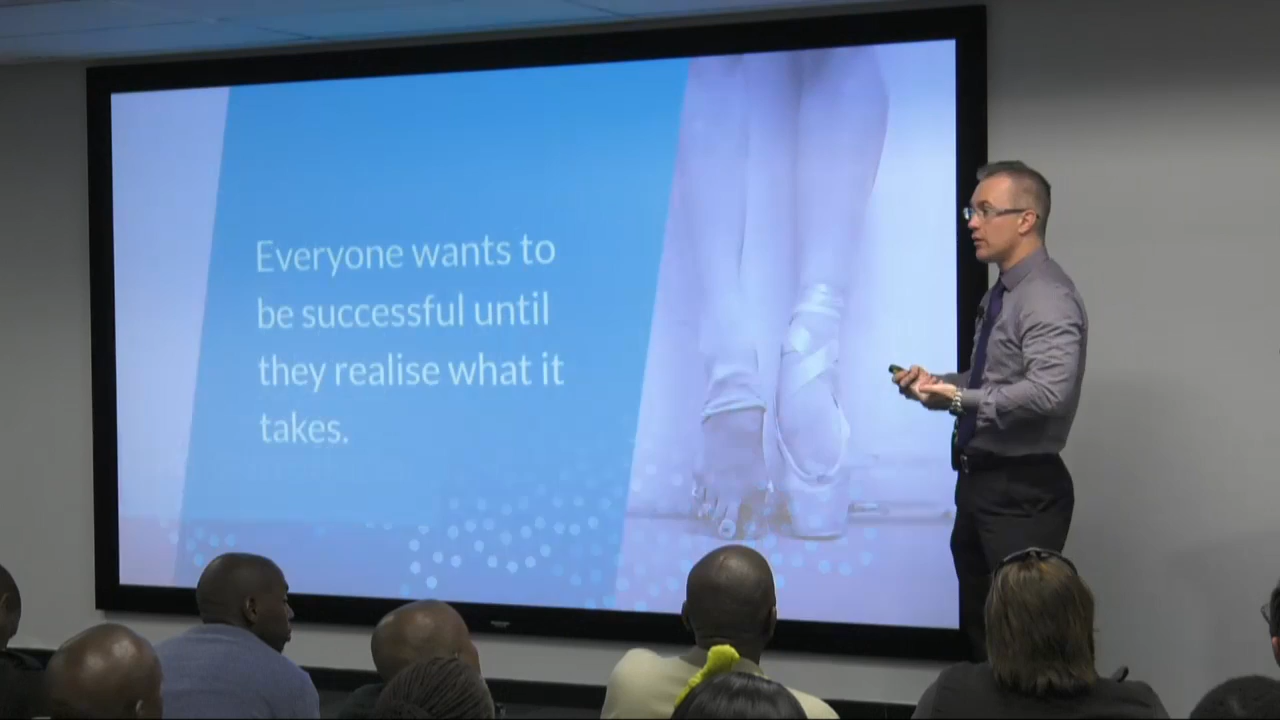 Everyone wants to
be successful until
they realise what it
takes.